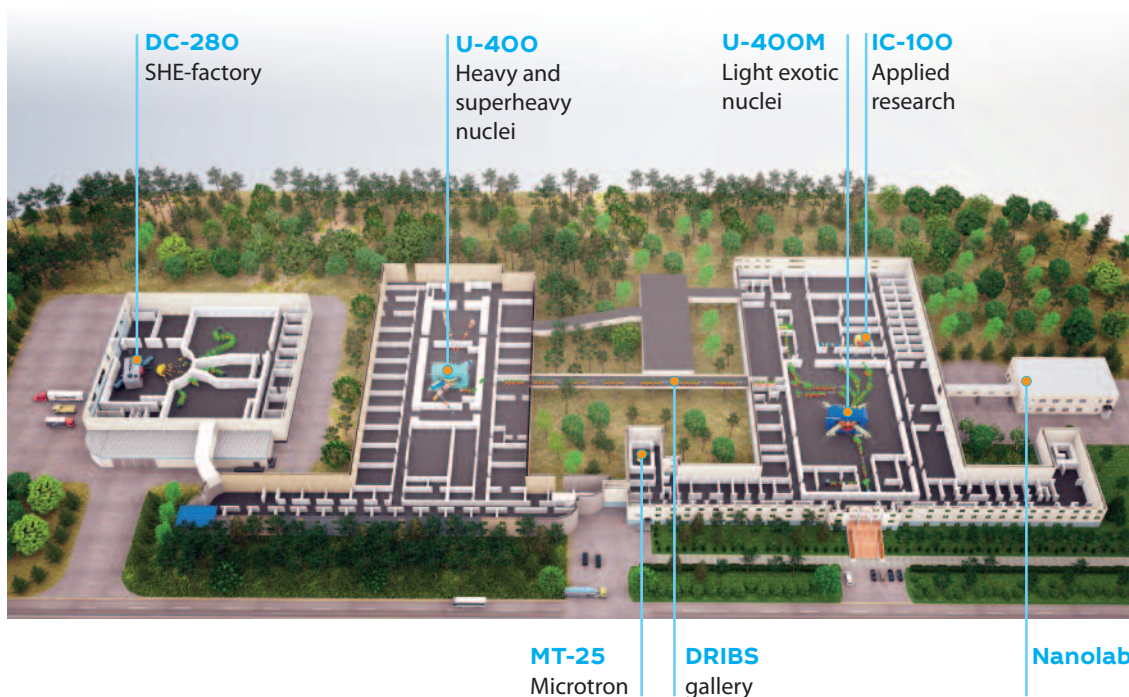 DC-280
SHE-factory
U-400
Heavy and
superheavy
nuclei
U-400M
Light exotic
nuclei
IC-100
Applied
research
MT-25
Microtron
DRIBS
gallery
Nanolab